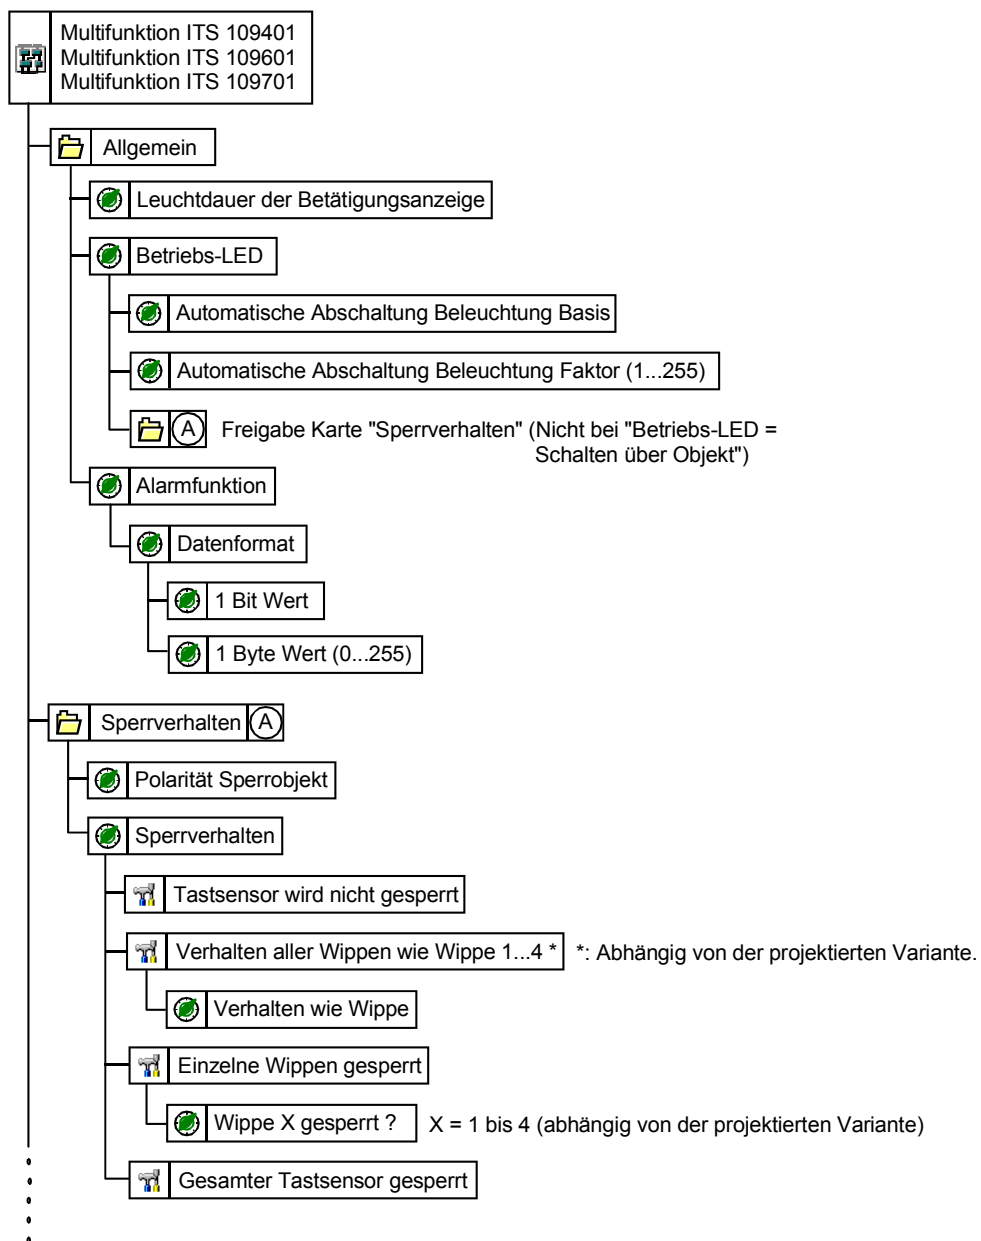 Multifunktion ITS 109401
Multifunktion ITS 109601
Multifunktion ITS 109701
Allgemein
Leuchtdauer der Betätigungsanzeige
Betriebs-LED
Automatische Abschaltung Beleuchtung Basis
Automatische Abschaltung Beleuchtung Faktor (1...255)
A Freigabe Karte "Sperrverhalten" (Nicht bei "Betriebs-LED =
Schalten über Objekt")
Alarmfunktion
Datenformat
1 Bit Wert
1 Byte Wert (0...255)
Sperrverhalten A
Polarität Sperrobjekt
Sperrverhalten
Tastsensor wird nicht gesperrt
Verhalten aller Wippen wie Wippe 1...4 * *: Abhängig von der projektierten Variante.
Verhalten wie Wippe
Einzelne Wippen gesperrt
Wippe X gesperrt ? X = 1 bis 4 (abhängig von der projektierten Variante)
Gesamter Tastsensor gesperrt